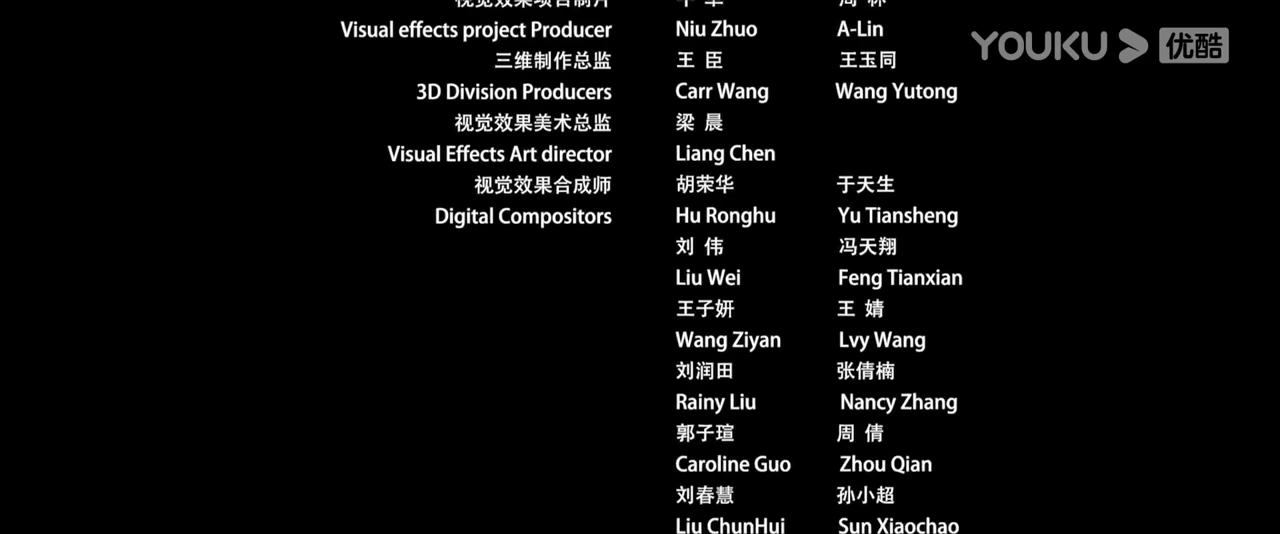 Visual effects project Producer Niu Zhuo A-Lin
YOUKU 优酷
三维制作总监 王 臣 王玉同
3D Division Producers Carr Wang Wang Yutong
视觉效果美术总监 梁 晨
Visual Effects Art director Liang Chen
视觉效果合成师 胡荣华 于天生
Digital Compositors Hu Ronghu Yu Tiansheng
刘 伟 冯天翔
Liu Wei Feng Tianxian
王子妍 王 婧
Wang Ziyan Lvy Wang
刘润田 张倩楠
Rainy Liu Nancy Zhang
郭子瑄 周 倩
Caroline Guo Zhou Qian
刘春慧 孙小超
Liu ChunHui Sun Xiaochao